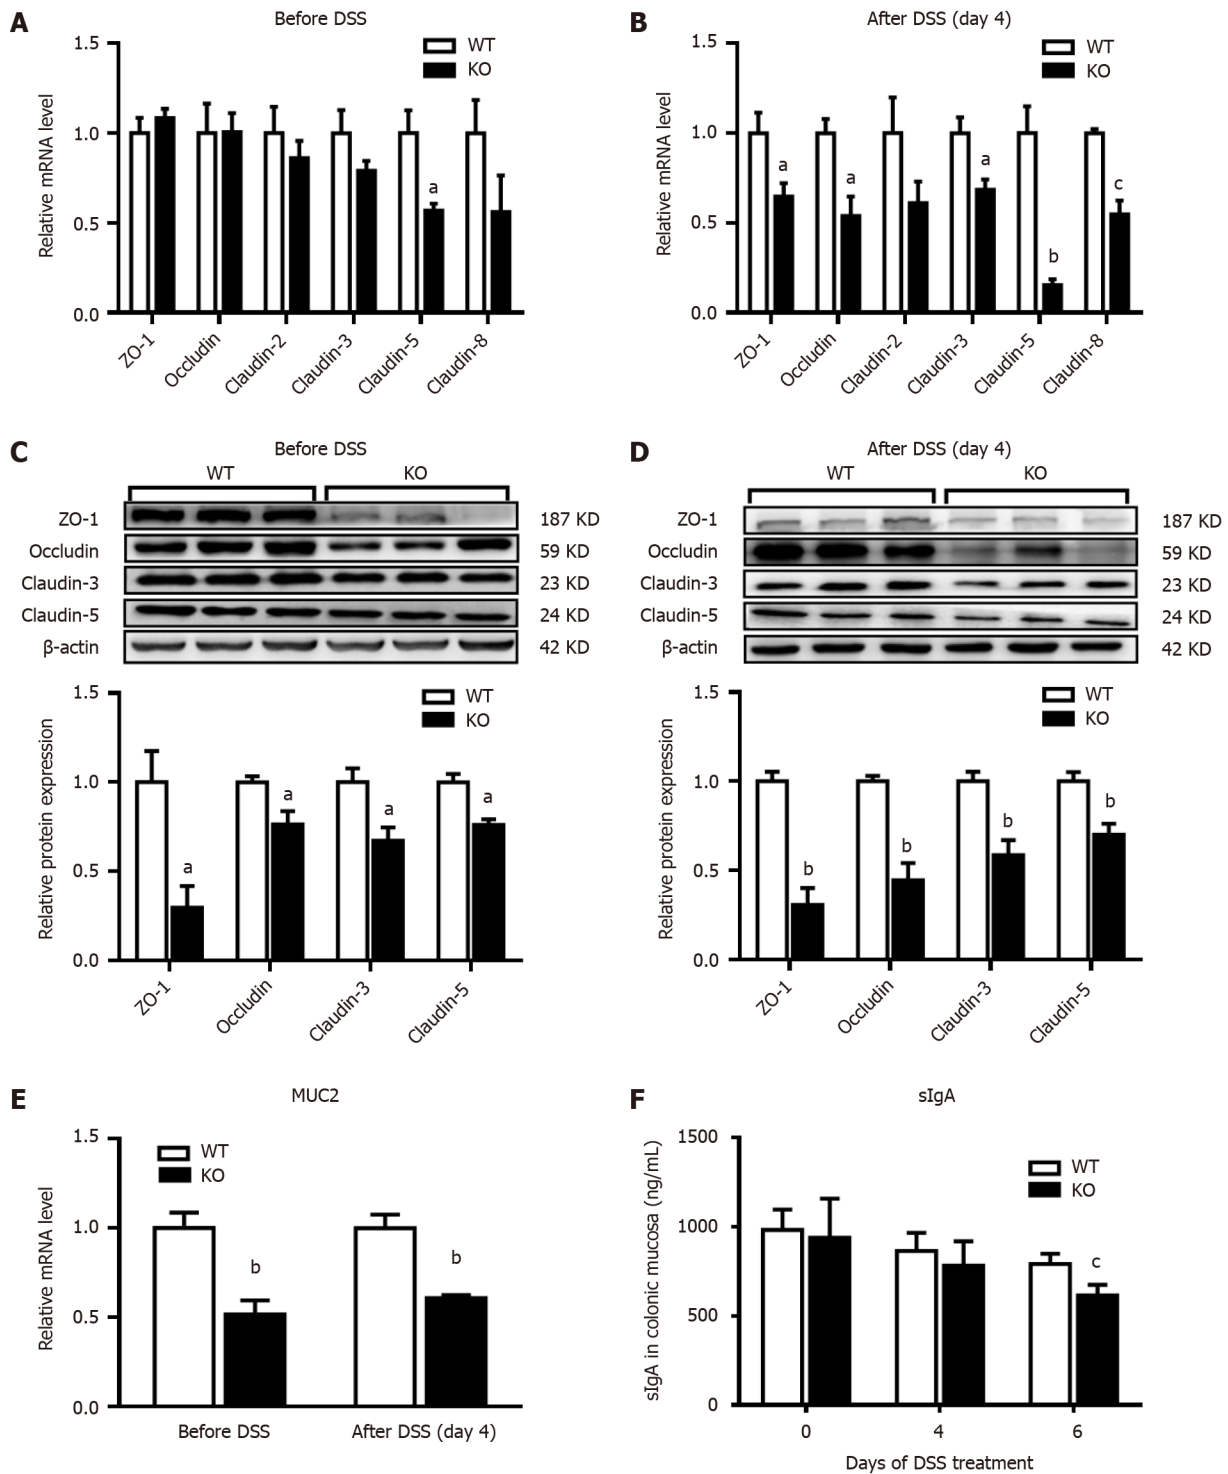 A
Before DSS
WT
KO
1.5
1.0
0.5
0.0
Relative mRNA level
a
ZO-1
Occludin
Claudin-2
Claudin-3
Claudin-5
Claudin-8
B
After DSS (day 4)
WT
KO
1.5
1.0
0.5
0.0
Relative mRNA level
a
a
a
b
c
ZO-1
Occludin
Claudin-2
Claudin-3
Claudin-5
Claudin-8
C
Before DSS
WT
KO
ZO-1
187 KD
Occludin
59 KD
Claudin-3
23 KD
Claudin-5
24 KD
β-actin
42 KD
WT
KO
1.5
1.0
0.5
0.0
Relative protein expression
a
a
a
a
ZO-1
Occludin
Claudin-3
Claudin-5
D
After DSS (day 4)
WT
KO
ZO-1
187 KD
Occludin
59 KD
Claudin-3
23 KD
Claudin-5
24 KD
β-actin
42 KD
WT
KO
1.5
1.0
0.5
0.0
Relative protein expression
b
b
b
b
ZO-1
Occludin
Claudin-3
Claudin-5
E
MUC2
WT
KO
1.5
1.0
0.5
0.0
Relative mRNA level
b
b
Before DSS
After DSS (day 4)
F
sIgA
WT
KO
1500
1000
500
0
sIgA in colonic mucosa (ng/mL)
c
0
4
6
Days of DSS treatment